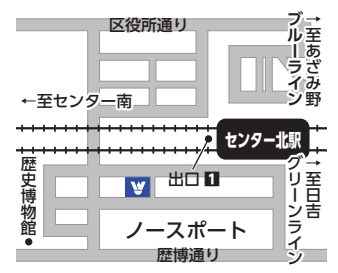 区役所通り
ブルーライン
→至あざみ野
←至センター南
センター北駅
出口 1
歴史博物館
W
グリーンライン
→至日吉
ノースポート
歴博通り